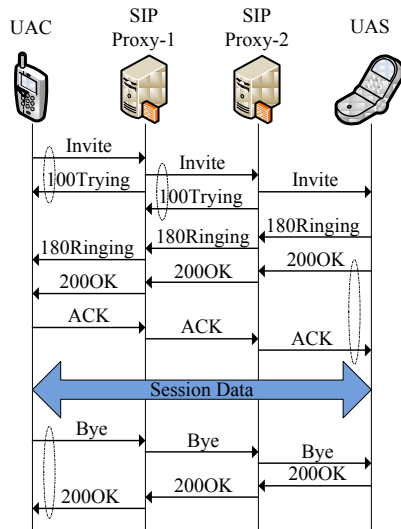 UAC
SIP
Proxy-1
SIP
Proxy-2
UAS
Invite
Invite
100Trying
Invite
100Trying
180Ringing
180Ringing
180Ringing
200OK
200OK
200OK
ACK
ACK
ACK
Session Data
Bye
Bye
Bye
200OK
200OK
200OK